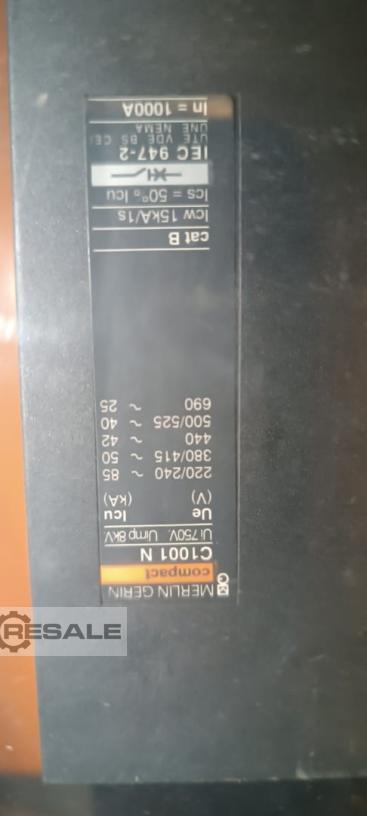 MERLIN GERIN
compact
C1001 N
Ui 750V. Uimp 8kV
Ue Icu
(V) (kA)
220/240 ~ 85
380/415 ~ 50
440 ~ 42
500/525 ~ 40
690 ~ 25
cat B
Icw 15kA/1s
Ics = 50% Icu
IEC 947-2
UTE VDE BS CEI
UNE NEMA
In = 1000A
RESALE